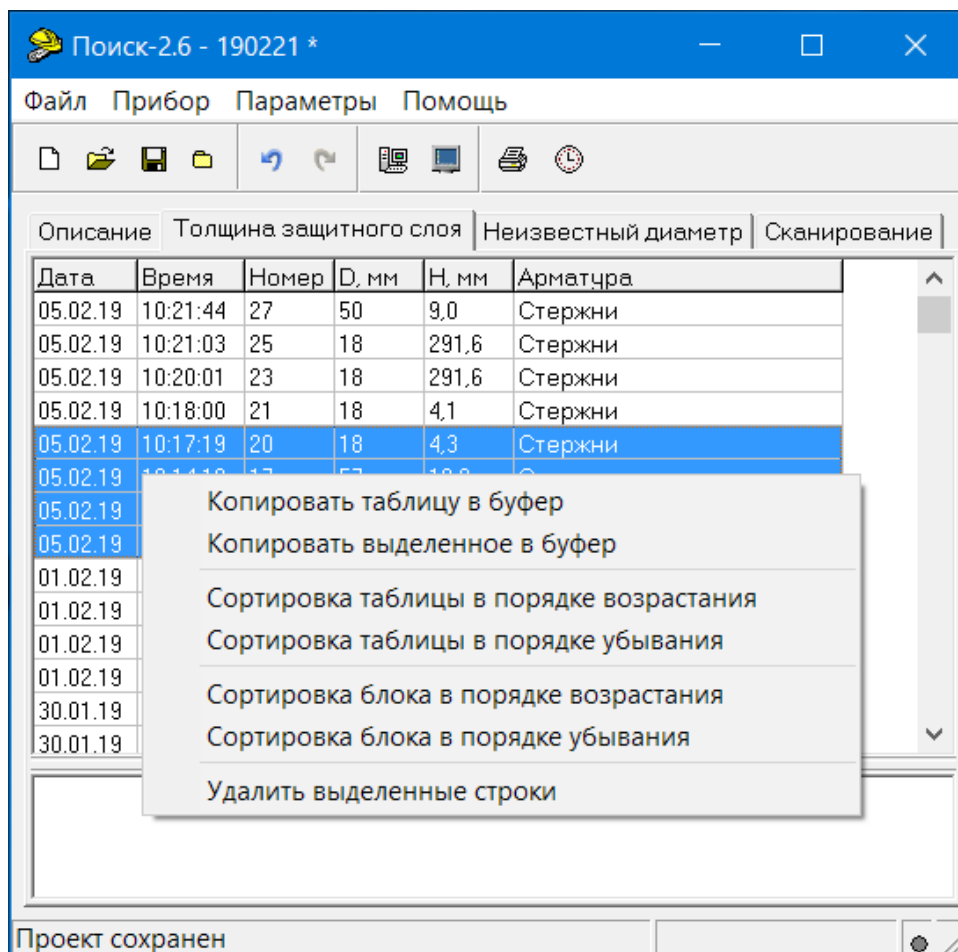 Поиск-2.6 - 190221 *
Файл Прибор Параметры Помощь
Описание Толщина защитного слоя Неизвестный диаметр Сканирование
Дата Время Номер D, мм H, мм Арматура
05.02.19 10:21:44 27 50 9,0 Стержни
05.02.19 10:21:03 25 18 291,6 Стержни
05.02.19 10:20:01 23 18 291,6 Стержни
05.02.19 10:18:00 21 18 4,1 Стержни
05.02.19 10:17:19 20 18 4,3 Стержни
05.02.19
05.02.19
05.02.19
01.02.19
01.02.19
01.02.19
01.02.19
30.01.19
30.01.19
Копировать таблицу в буфер
Копировать выделенное в буфер
Сортировка таблицы в порядке возрастания
Сортировка таблицы в порядке убывания
Сортировка блока в порядке возрастания
Сортировка блока в порядке убывания
Удалить выделенные строки
Проект сохранен